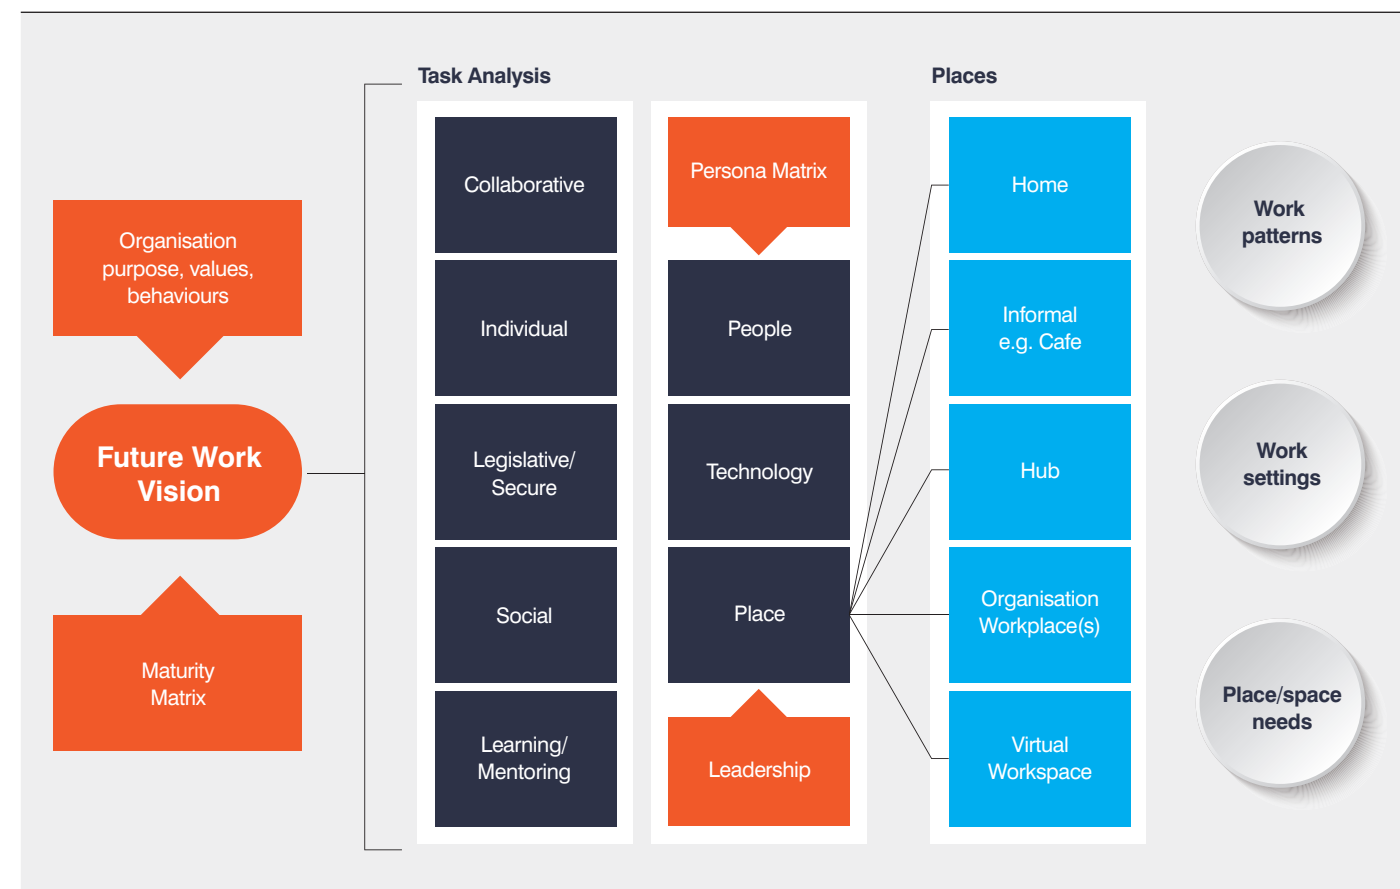 Task Analysis
Places
Organisation
purpose, values,
behaviours
Future Work
Vision
Maturity
Matrix
Collaborative
Individual
Legislative/
Secure
Social
Learning/
Mentoring
Persona Matrix
People
Technology
Place
Leadership
Home
Informal
e.g. Cafe
Hub
Organisation
Workplace(s)
Virtual
Workspace
Work
patterns
Work
settings
Place/space
needs